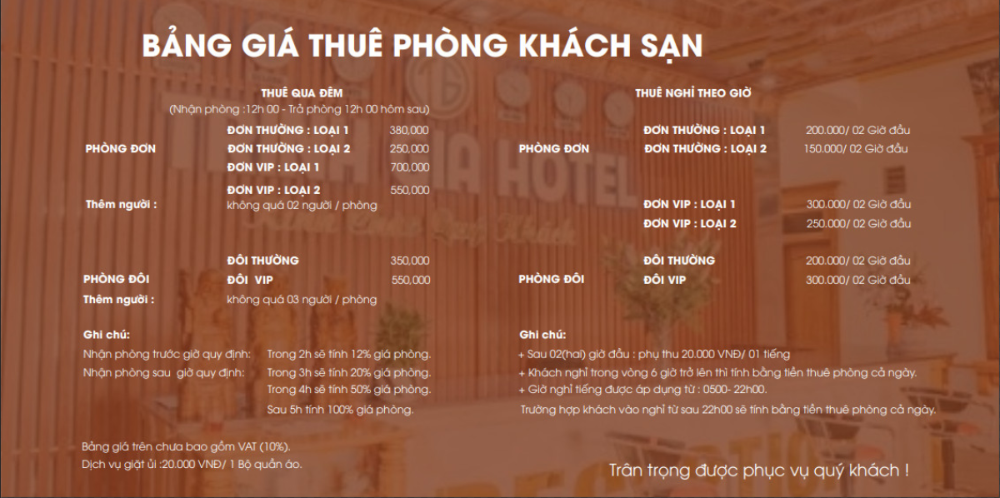 BẢNG GIÁ THUÊ PHÒNG KHÁCH SẠN
THUÊ QUA ĐÊM
(Nhận phòng :12h 00 - Trả phòng 12h 00 hôm sau)
PHÒNG ĐƠN
ĐƠN THƯỜNG : LOẠI 1 380,000
ĐƠN THƯỜNG : LOẠI 2 250,000
ĐƠN VIP : LOẠI 1 700,000
ĐƠN VIP : LOẠI 2 550,000
Thêm người : không quá 02 người / phòng
ĐÔI THƯỜNG 350,000
PHÒNG ĐÔI ĐÔI VIP 550,000
Thêm người : không quá 03 người / phòng
Ghi chú:
Nhận phòng trước giờ quy định: Trong 2h sẽ tính 12% giá phòng.
Nhận phòng sau giờ quy định: Trong 3h sẽ tính 20% giá phòng.
Trong 4h sẽ tính 50% giá phòng.
Sau 5h tính 100% giá phòng.
Bảng giá trên chưa bao gồm VAT (10%).
Dịch vụ giặt ủi :20.000 VNĐ/ 1 Bộ quần áo.
THUÊ NGHỈ THEO GIỜ
ĐƠN THƯỜNG : LOẠI 1 200.000/ 02 Giờ đầu
PHÒNG ĐƠN ĐƠN THƯỜNG : LOẠI 2 150.000/ 02 Giờ đầu
ĐƠN VIP : LOẠI 1 300.000/ 02 Giờ đầu
ĐƠN VIP : LOẠI 2 250.000/ 02 Giờ đầu
ĐÔI THƯỜNG 200.000/ 02 Giờ đầu
PHÒNG ĐÔI ĐÔI VIP 300.000/ 02 Giờ đầu
Ghi chú:
+ Sau 02(hai) giờ đầu : phụ thu 20.000 VNĐ/ 01 tiếng
+ Khách nghỉ trong vòng 6 giờ trở lên thì tính bằng tiền thuê phòng cả ngày.
+ Giờ nghỉ tiếng được áp dụng từ : 0500- 22h00.
Trường hợp khách vào nghỉ từ sau 22h00 sẽ tính bằng tiền thuê phòng cả ngày.
Trân trọng được phục vụ quý khách !
HOTEL